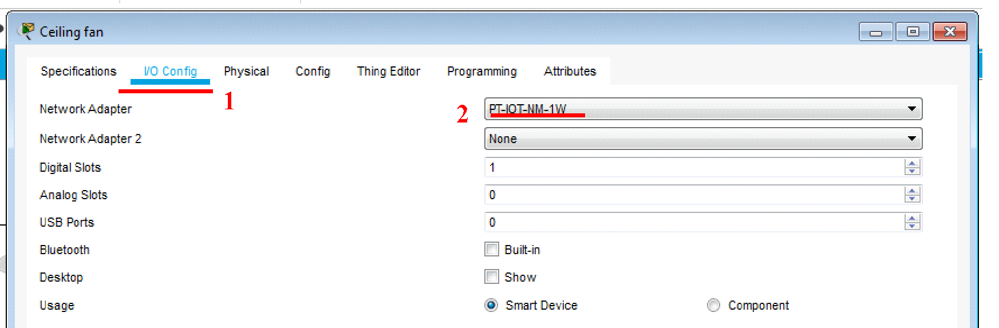 Ceiling fan
Specifications I/O Config Physical Config Thing Editor Programming Attributes
1
Network Adapter 2 PT-IOT-NM-1W
Network Adapter 2 None
Digital Slots 1
Analog Slots 0
USB Ports 0
Bluetooth Built-in
Desktop Show
Usage Smart Device Component